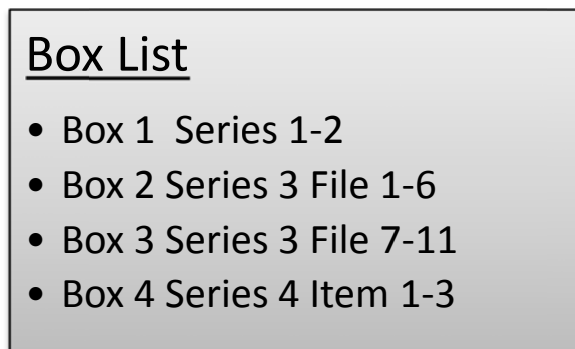 Box List
• Box 1  Series 1-2
• Box 2 Series 3 File 1-6
• Box 3 Series 3 File 7-11
• Box 4 Series 4 Item 1-3